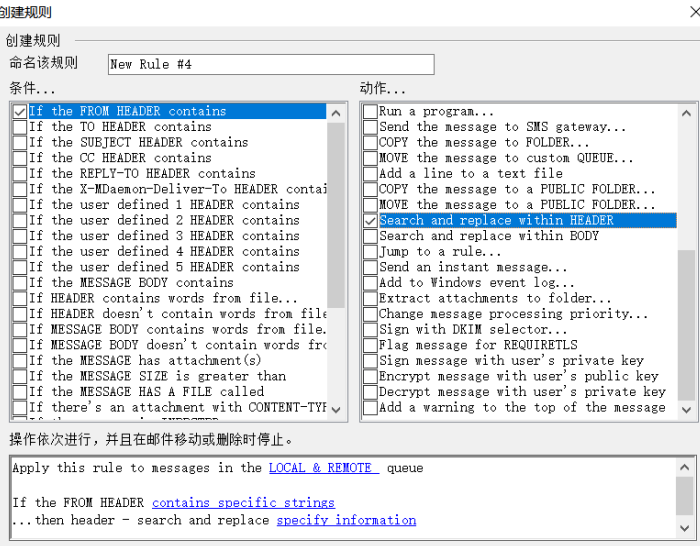 创建规则
创建规则
命名该规则
New Rule #4
条件...
If the FROM HEADER contains
If the TO HEADER contains
If the SUBJECT HEADER contains
If the CC HEADER contains
If the REPLY-TO HEADER contains
If the X-MDaemon-Deliver-To HEADER contai
If the user defined 1 HEADER contains
If the user defined 2 HEADER contains
If the user defined 3 HEADER contains
If the user defined 4 HEADER contains
If the user defined 5 HEADER contains
If the MESSAGE BODY contains
If HEADER contains words from file...
If HEADER doesn't contain words from file
If MESSAGE BODY contains words from file.
If MESSAGE BODY doesn't contain words fro
If the MESSAGE has attachment(s)
If the MESSAGE SIZE is greater than
If the MESSAGE HAS A FILE called
If there's an attachment with CONTENT-TYP
动作...
Run a program...
Send the message to SMS gateway...
COPY the message to FOLDER...
MOVE the message to custom QUEUE...
Add a line to a text file
COPY the message to a PUBLIC FOLDER...
MOVE the message to a PUBLIC FOLDER...
Search and replace within HEADER
Search and replace within BODY
Jump to a rule...
Send an instant message...
Add to Windows event log...
Extract attachments to folder...
Change message processing priority...
Sign with DKIM selector...
Flag message for REQUIRETLS
Sign message with user's private key
Encrypt message with user's public key
Decrypt message with user's private key
Add a warning to the top of the message
操作依次进行，并且在邮件移动或删除时停止。
Apply this rule to messages in the LOCAL & REMOTE queue
If the FROM HEADER contains specific strings
...then header - search and replace specify information